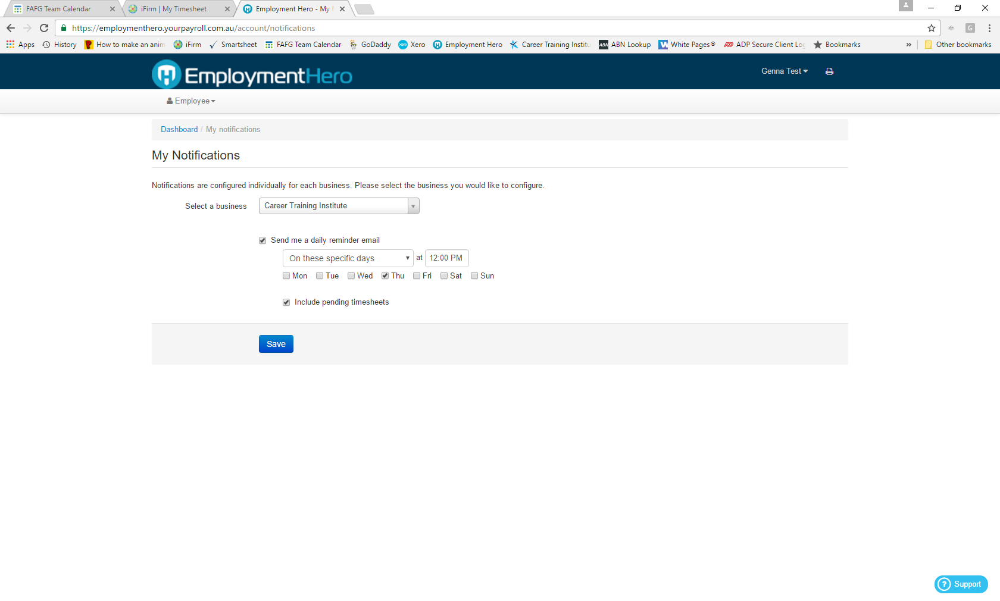 FAFG Team Calendar
iFirm | My Timesheet
Employment Hero - My
https://employmenthero.yourpayroll.com.au/account/notifications
G
Apps History How to make an anim iFirm Smartsheet FAFG Team Calendar GoDaddy Xero Employment Hero Career Training Institu ABN ABN Lookup White Pages® ADP Secure Client Log Bookmarks » Other bookmarks
EmploymentHero
Genna Test
Employee
Dashboard / My notifications
My Notifications
Notifications are configured individually for each business. Please select the business you would like to configure.
Select a business Career Training Institute
Send me a daily reminder email
On these specific days at 12:00 PM
Mon Tue Wed Thu Fri Sat Sun
Include pending timesheets
Save
? Support